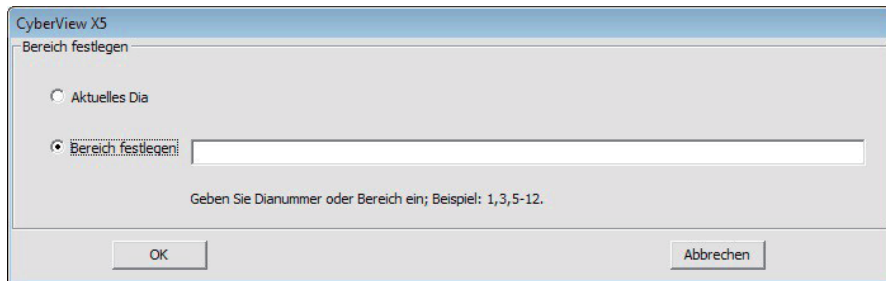 CyberView X5
Bereich festlegen
Aktuelles Dia
Bereich festlegen
Geben Sie Dianummer oder Bereich ein; Beispiel: 1,3,5-12.
OK
Abbrechen